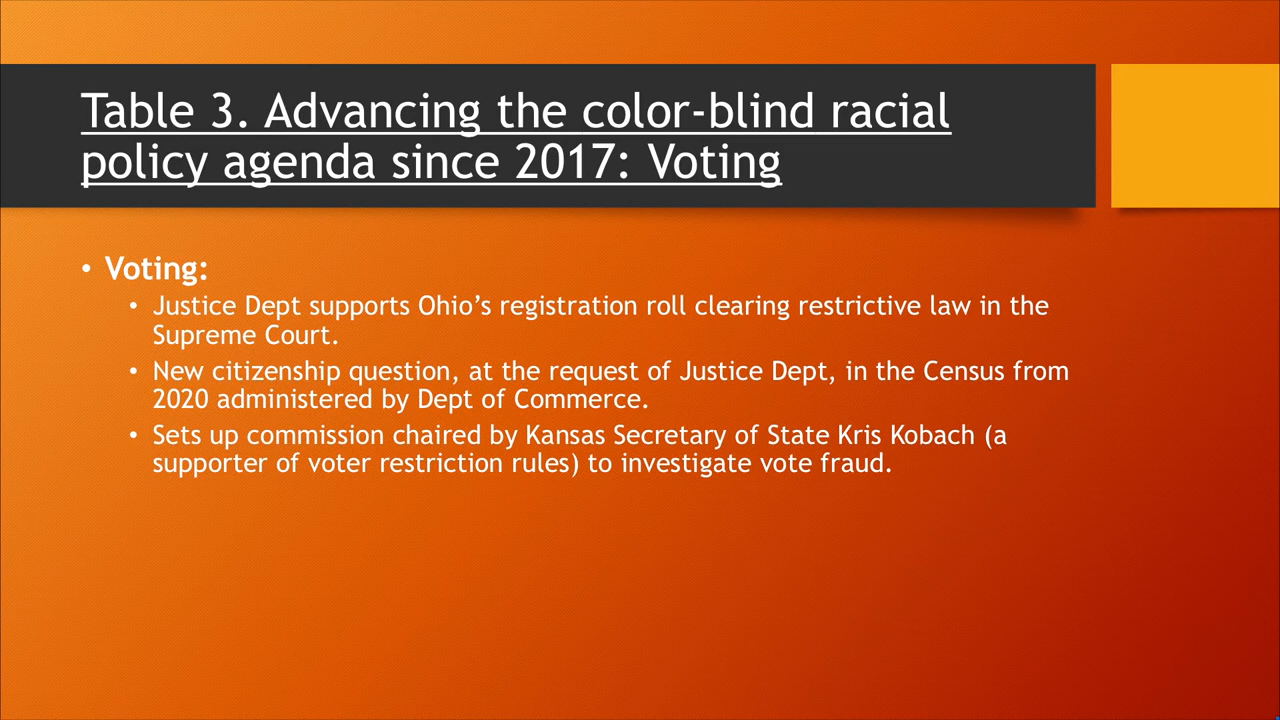 Table 3. Advancing the color-blind racial
policy agenda since 2017: Voting
• Voting:
• Justice Dept supports Ohio’s registration roll clearing restrictive law in the
Supreme Court.
• New citizenship question, at the request of Justice Dept, in the Census from
2020 administered by Dept of Commerce.
• Sets up commission chaired by Kansas Secretary of State Kris Kobach (a
supporter of voter restriction rules) to investigate vote fraud.